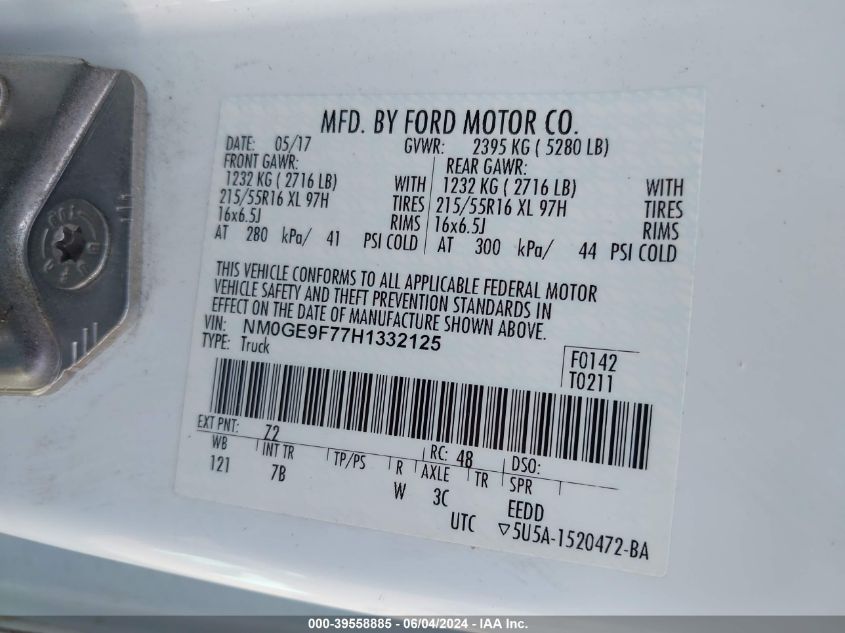 MFD. BY FORD MOTOR CO.
DATE: 05/17 GVWR: 2395 KG ( 5280 LB)
FRONT GAWR: REAR GAWR:
1232 KG ( 2716 LB) WITH 1232 KG ( 2716 LB) WITH
215/55R16 XL 97H TIRES 215/55R16 XL 97H TIRES
16x6.5J RIMS 16x6.5J RIMS
AT 280 kPa/ 41 PSI COLD AT 300 kPa/ 44 PSI COLD
THIS VEHICLE CONFORMS TO ALL APPLICABLE FEDERAL MOTOR
VEHICLE SAFETY AND THEFT PREVENTION STANDARDS IN
EFFECT ON THE DATE OF MANUFACTURE SHOWN ABOVE.
VIN: NM0GE9F77H1332125
TYPE: Truck
F0142
T0211
EXT PNT: Z2 RC: 48 DSO:
WB INT TR TP/PS R AXLE TR SPR
121 7B W 3C EEDD
UTC ▽5U5A-1520472-BA
000-39558885 - 06/04/2024 - IAA Inc.